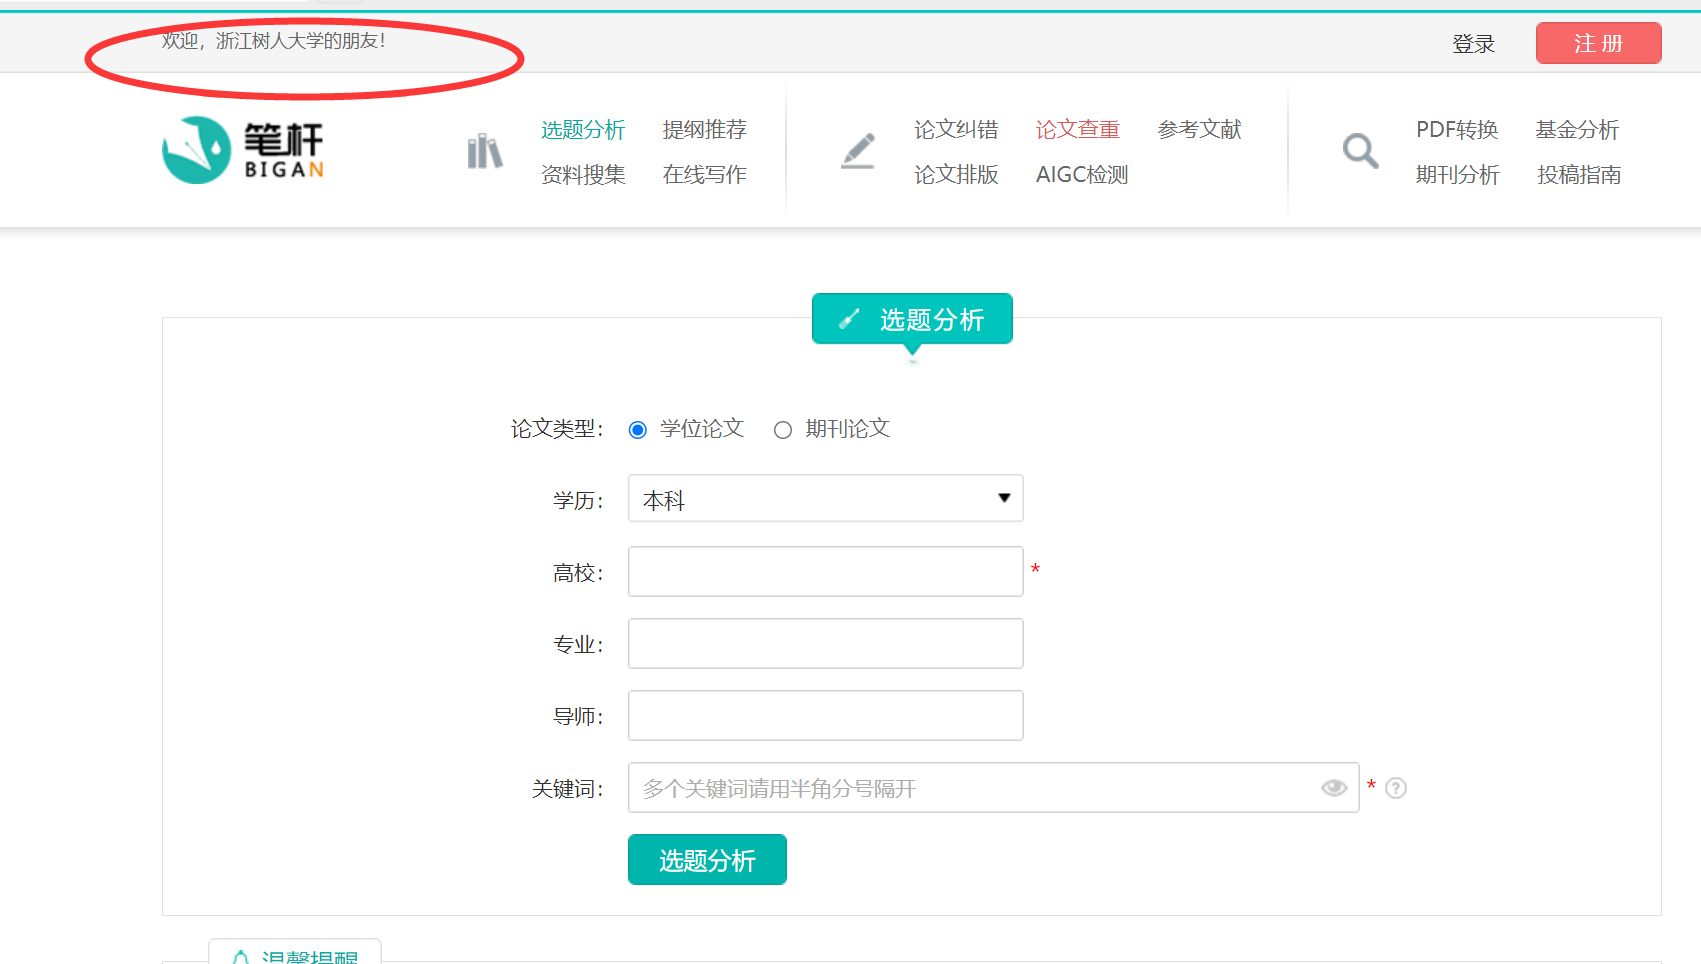 欢迎，浙江树人大学的朋友！
登录
注 册
笔杆
BIGAN
选题分析 提纲推荐
资料搜集 在线写作
论文纠错 论文查重 参考文献
论文排版 AIGC检测
PDF转换 基金分析
期刊分析 投稿指南
选题分析
论文类型： 学位论文 期刊论文
学历： 本科
高校： *
专业：
导师：
关键词： 多个关键词请用半角分号隔开 * ?
选题分析
温馨提醒